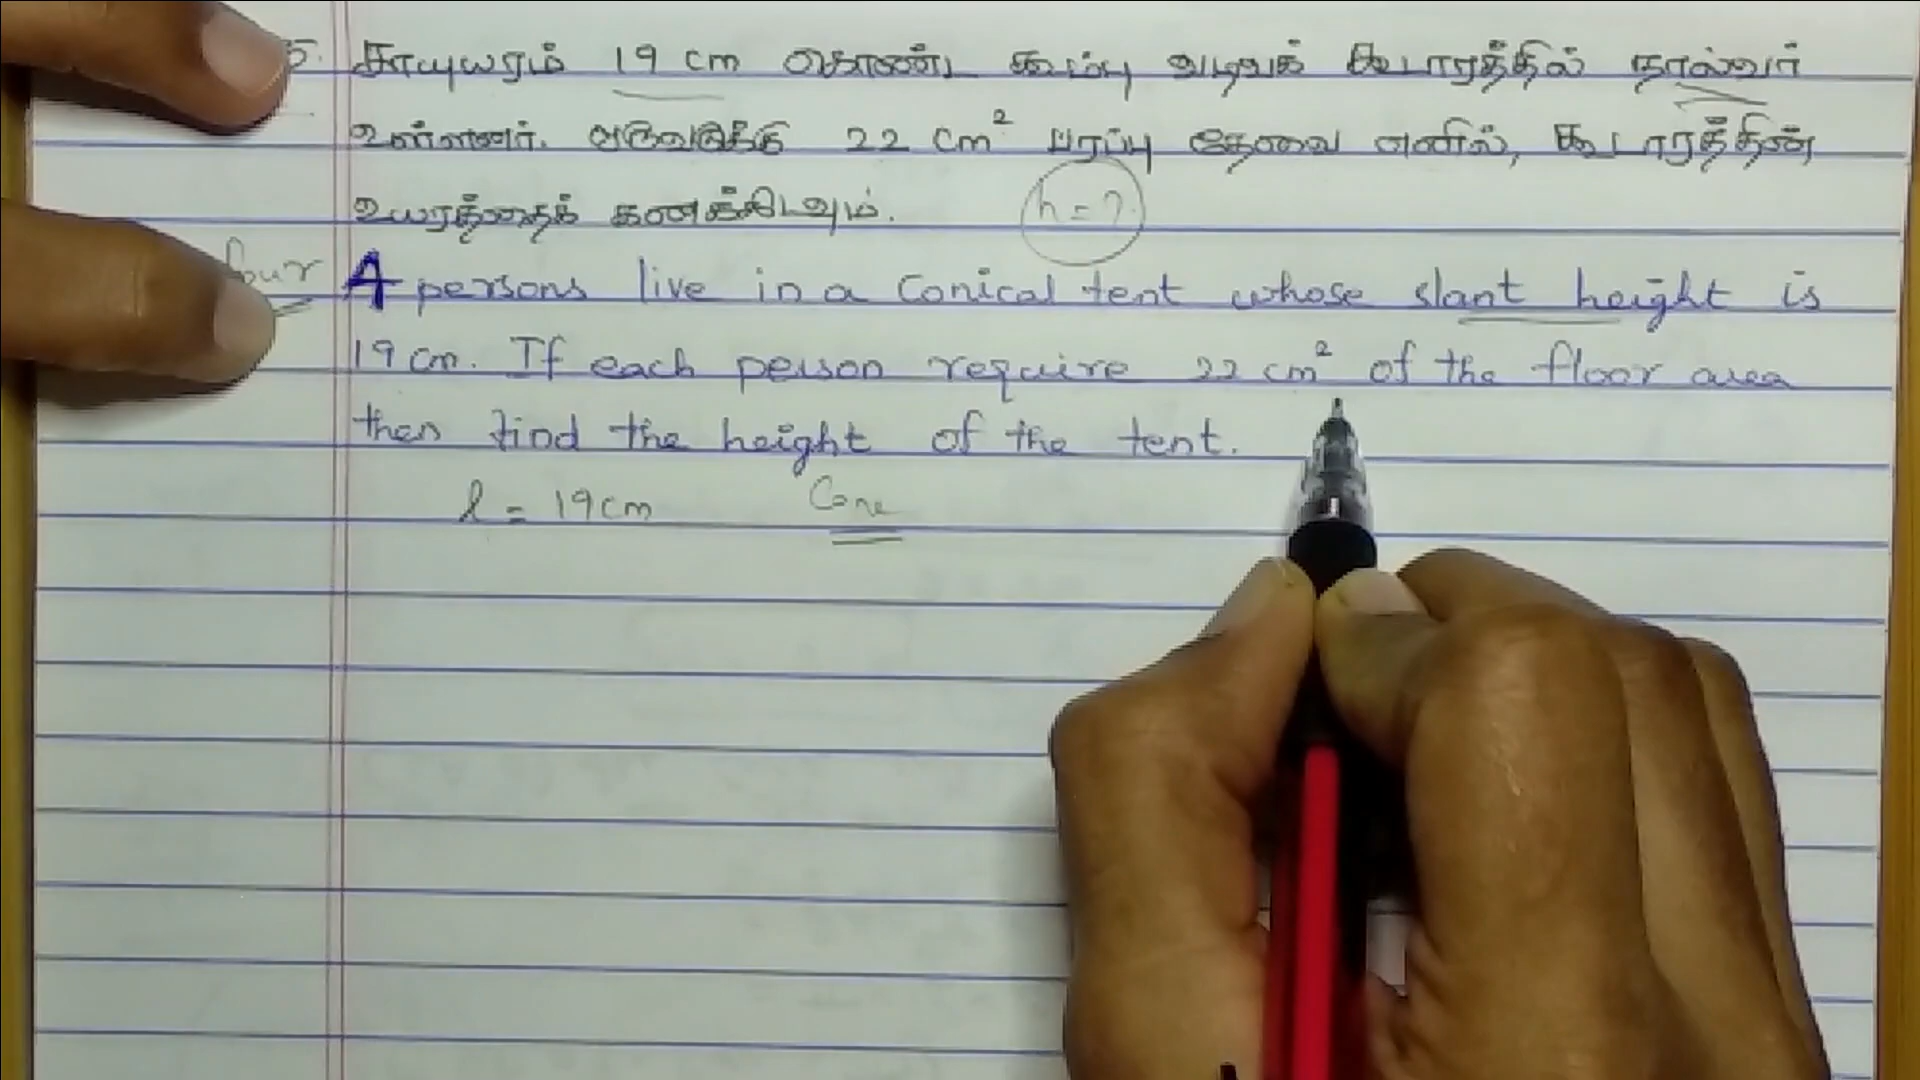 5. சாயுயரம் 19 cm கொண்ட கூம்பு வடிவக் கூடாரத்தில் நால்வர்
உள்ளனர். ஒருவருக்கு 22 cm² பரப்பு தேவை எனில், கூடாரத்தின்
உயரத்தைக் கணக்கிடவும். h = ?
four 4 persons live in a Conical tent whose slant height is
19 cm. If each person require 22 cm² of the floor area
then find the height of the tent.
l = 19 cm Cone